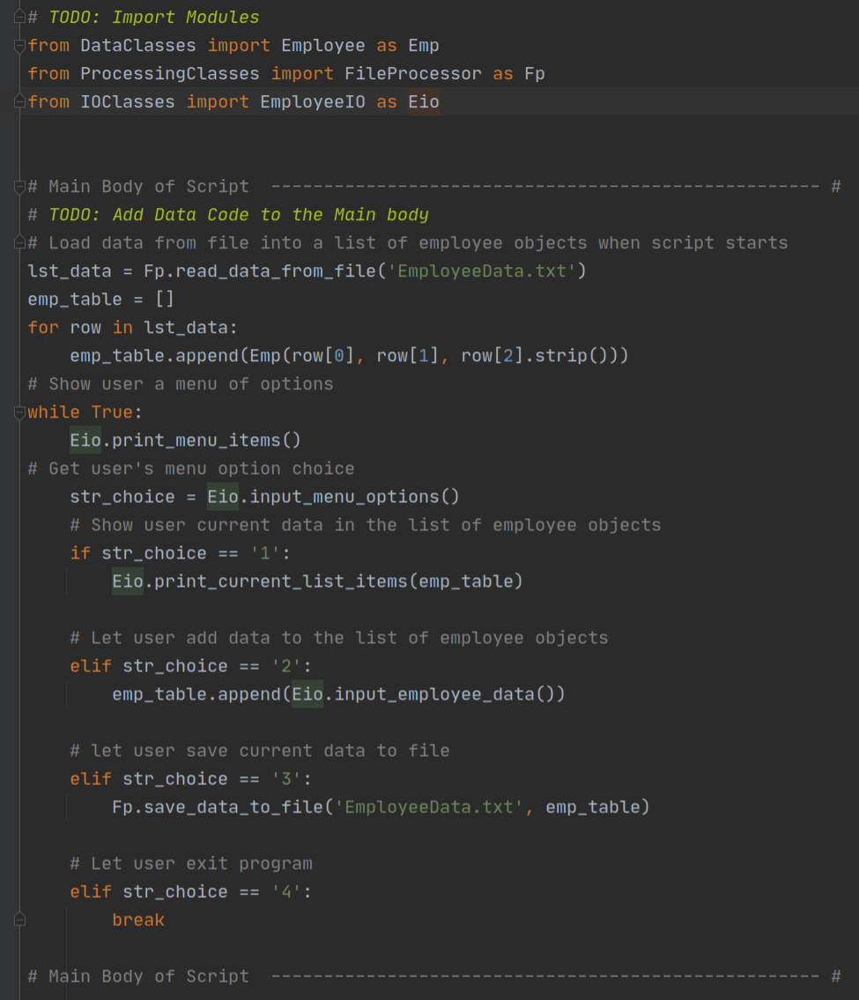 # TODO: Import Modules
from DataClasses import Employee as Emp
from ProcessingClasses import FileProcessor as Fp
from IOClasses import EmployeeIO as Eio
# Main Body of Script  ---------------------------------------------------- #
# TODO: Add Data Code to the Main body
# Load data from file into a list of employee objects when script starts
lst_data = Fp.read_data_from_file('EmployeeData.txt')
emp_table = []
for row in lst_data:
    emp_table.append(Emp(row[0], row[1], row[2].strip()))
# Show user a menu of options
while True:
    Eio.print_menu_items()
# Get user's menu option choice
    str_choice = Eio.input_menu_options()
    # Show user current data in the list of employee objects
    if str_choice == '1':
        Eio.print_current_list_items(emp_table)
    # Let user add data to the list of employee objects
    elif str_choice == '2':
        emp_table.append(Eio.input_employee_data())
    # let user save current data to file
    elif str_choice == '3':
        Fp.save_data_to_file('EmployeeData.txt', emp_table)
    # Let user exit program
    elif str_choice == '4':
        break
# Main Body of Script  ---------------------------------------------------- #